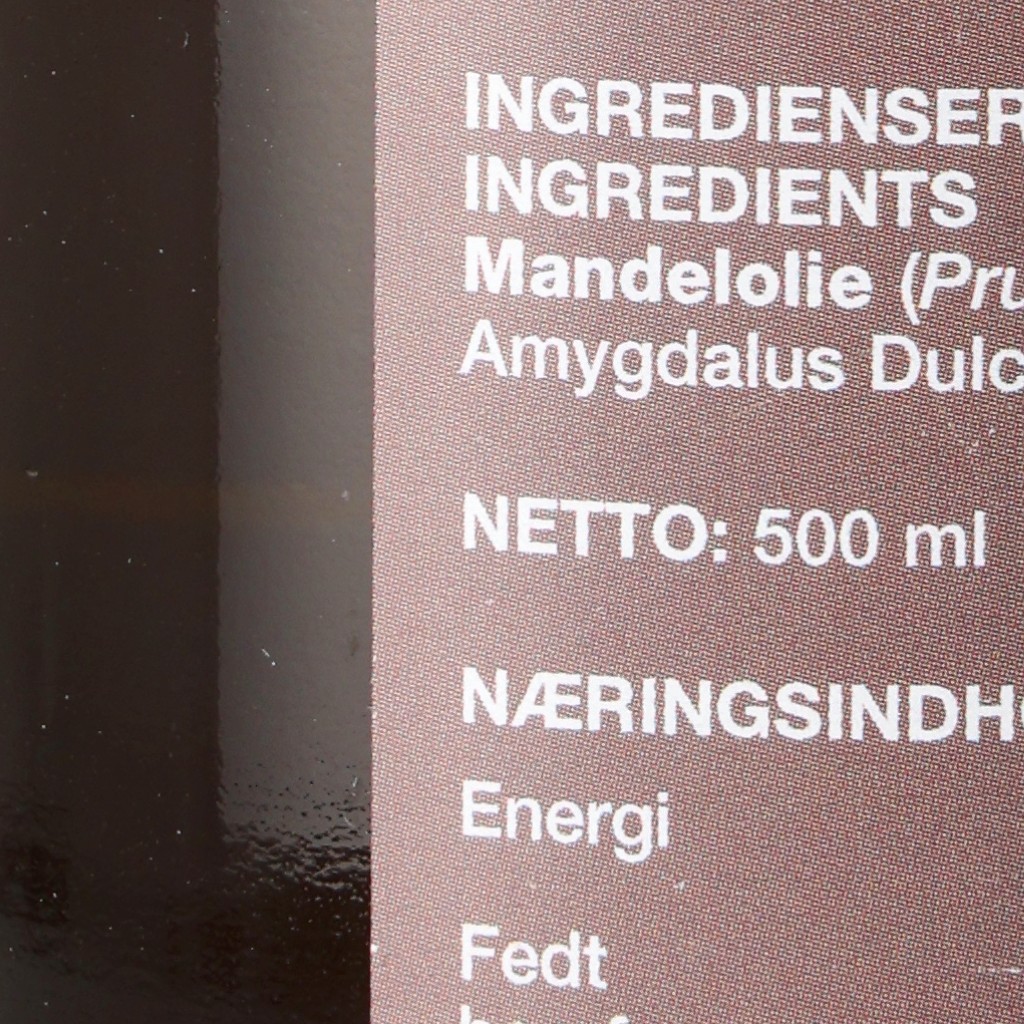 INGREDIENSER
INGREDIENTS
Mandelolie (Pru
Amygdalus Dulc
NETTO: 500 ml
NÆRINGSINDH
Energi
Fedt